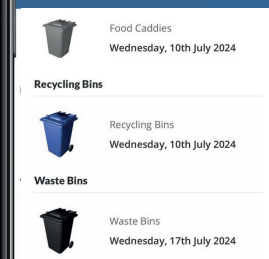 Food Caddies
Wednesday, 10th July 2024
Recycling Bins
Recycling Bins
Wednesday, 10th July 2024
Waste Bins
Waste Bins
Wednesday, 17th July 2024